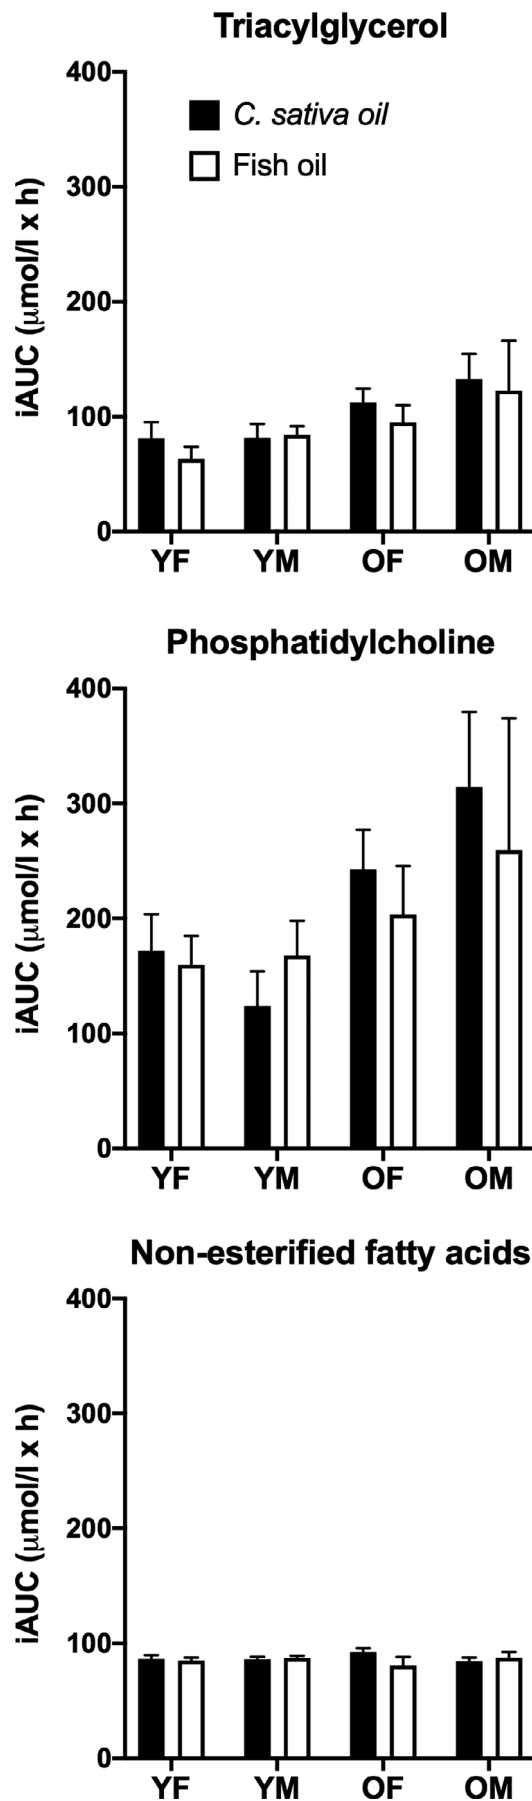 Triacylglycerol
400
C. sativa oil
Fish oil
300
200
100
0
iAUC (μmol/l x h)
YF YM OF OM
Phosphatidylcholine
400
300
200
100
0
iAUC (μmol/l x h)
YF YM OF OM
Non-esterified fatty acids
400
300
200
100
0
iAUC (μmol/l x h)
YF YM OF OM